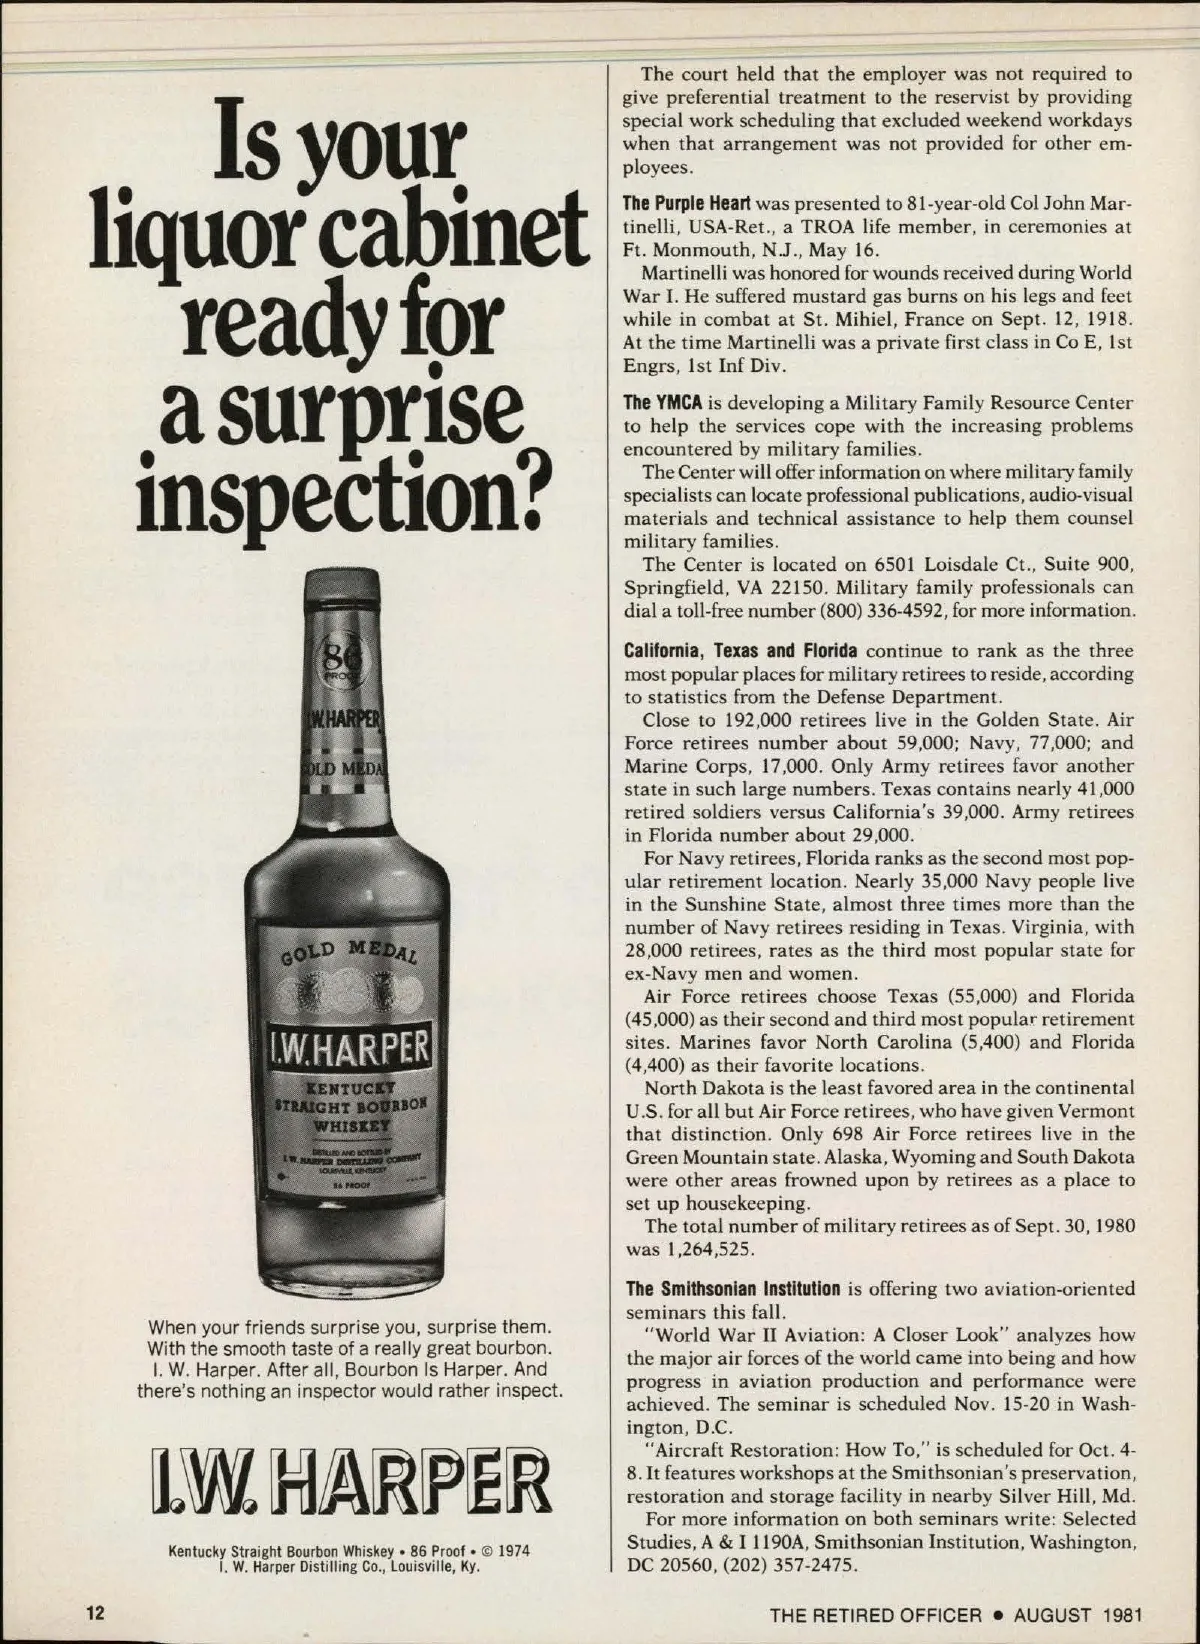 Is your
liquor cabinet
ready for
a surprise
inspection?
86
PROOF
I.W. HARPER
GOLD MEDAL
GOLD MEDAL
I.W. HARPER
KENTUCKY
STRAIGHT BOURBON
WHISKEY
DISTILLED AND BOTTLED BY
I. W. HARPER DISTILLING COMPANY
LOUISVILLE, KENTUCKY
86 PROOF
When your friends surprise you, surprise them.
With the smooth taste of a really great bourbon.
I. W. Harper. After all, Bourbon Is Harper. And
there's nothing an inspector would rather inspect.
I.W. HARPER
Kentucky Straight Bourbon Whiskey • 86 Proof • © 1974
I. W. Harper Distilling Co., Louisville, Ky.
The court held that the employer was not required to
give preferential treatment to the reservist by providing
special work scheduling that excluded weekend workdays
when that arrangement was not provided for other em-
ployees.
The Purple Heart was presented to 81-year-old Col John Mar-
tinelli, USA-Ret., a TROA life member, in ceremonies at
Ft. Monmouth, N.J., May 16.
Martinelli was honored for wounds received during World
War I. He suffered mustard gas burns on his legs and feet
while in combat at St. Mihiel, France on Sept. 12, 1918.
At the time Martinelli was a private first class in Co E, 1st
Engrs, 1st Inf Div.
The YMCA is developing a Military Family Resource Center
to help the services cope with the increasing problems
encountered by military families.
The Center will offer information on where military family
specialists can locate professional publications, audio-visual
materials and technical assistance to help them counsel
military families.
The Center is located on 6501 Loisdale Ct., Suite 900,
Springfield, VA 22150. Military family professionals can
dial a toll-free number (800) 336-4592, for more information.
California, Texas and Florida continue to rank as the three
most popular places for military retirees to reside, according
to statistics from the Defense Department.
Close to 192,000 retirees live in the Golden State. Air
Force retirees number about 59,000; Navy, 77,000; and
Marine Corps, 17,000. Only Army retirees favor another
state in such large numbers. Texas contains nearly 41,000
retired soldiers versus California's 39,000. Army retirees
in Florida number about 29,000.
For Navy retirees, Florida ranks as the second most pop-
ular retirement location. Nearly 35,000 Navy people live
in the Sunshine State, almost three times more than the
number of Navy retirees residing in Texas. Virginia, with
28,000 retirees, rates as the third most popular state for
ex-Navy men and women.
Air Force retirees choose Texas (55,000) and Florida
(45,000) as their second and third most popular retirement
sites. Marines favor North Carolina (5,400) and Florida
(4,400) as their favorite locations.
North Dakota is the least favored area in the continental
U.S. for all but Air Force retirees, who have given Vermont
that distinction. Only 698 Air Force retirees live in the
Green Mountain state. Alaska, Wyoming and South Dakota
were other areas frowned upon by retirees as a place to
set up housekeeping.
The total number of military retirees as of Sept. 30, 1980
was 1,264,525.
The Smithsonian Institution is offering two aviation-oriented
seminars this fall.
"World War II Aviation: A Closer Look" analyzes how
the major air forces of the world came into being and how
progress in aviation production and performance were
achieved. The seminar is scheduled Nov. 15-20 in Wash-
ington, D.C.
"Aircraft Restoration: How To," is scheduled for Oct. 4-
8. It features workshops at the Smithsonian's preservation,
restoration and storage facility in nearby Silver Hill, Md.
For more information on both seminars write: Selected
Studies, A & I 1190A, Smithsonian Institution, Washington,
DC 20560, (202) 357-2475.
12
THE RETIRED OFFICER • AUGUST 1981